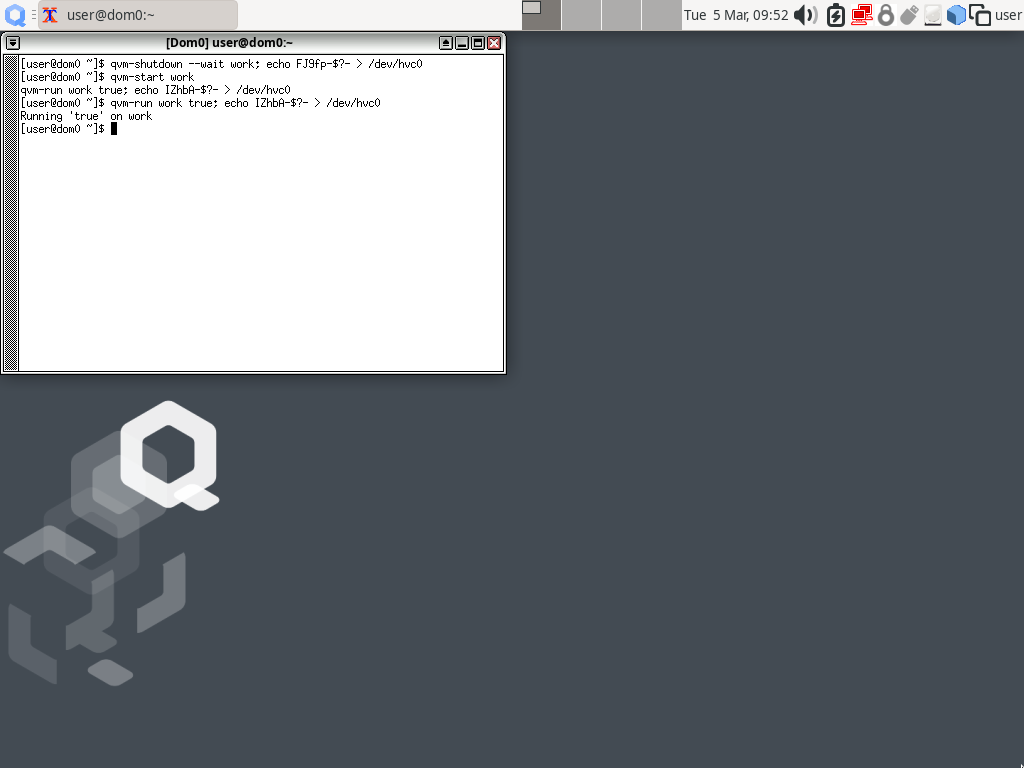 user@dom0:~
Tue 5 Mar, 09:52
user
[Dom0] user@dom0:~
[user@dom0 ~]$ qvm-shutdown --wait work; echo FJ9fp-$?- > /dev/hvc0
[user@dom0 ~]$ qvm-start work
qvm-run work true; echo IZhbA-$?- > /dev/hvc0
[user@dom0 ~]$ qvm-run work true; echo IZhbA-$?- > /dev/hvc0
Running 'true' on work
[user@dom0 ~]$